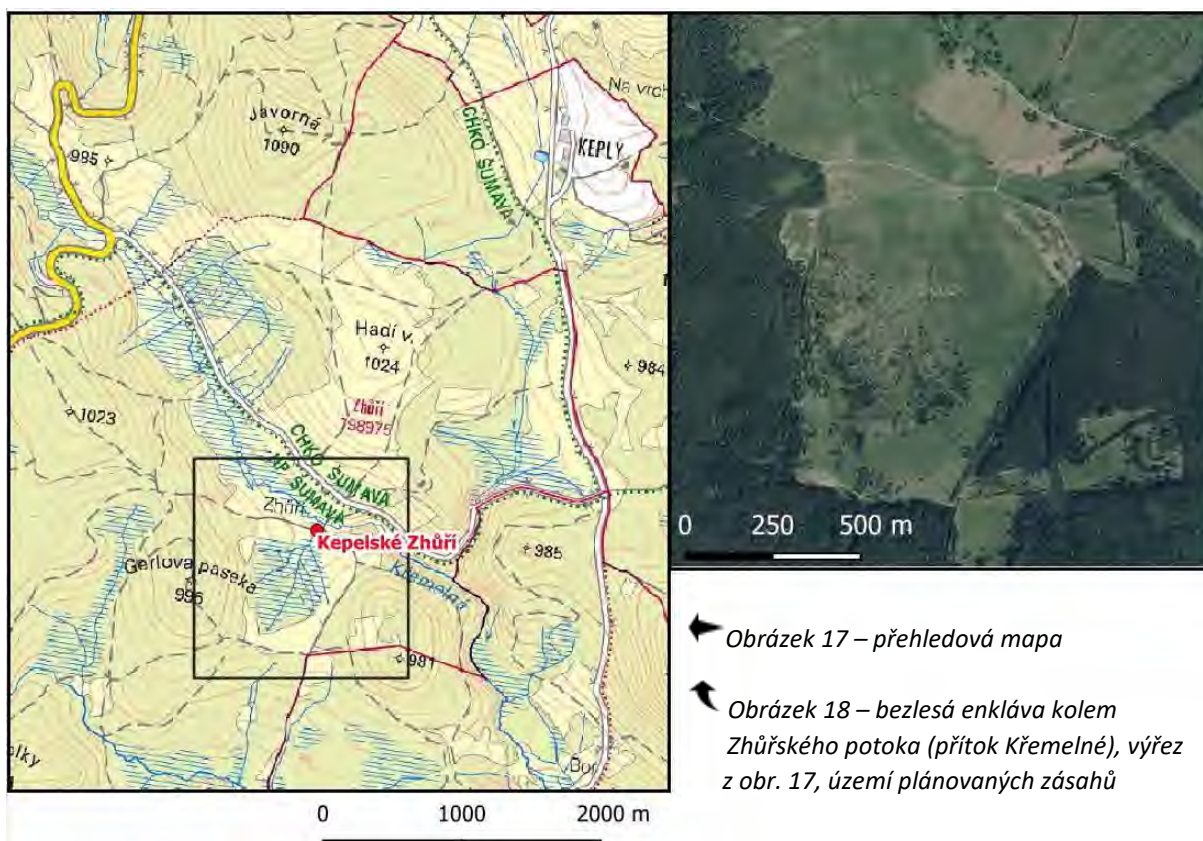 Javorná
1090
995
CHKO ŠUMAVA
Na vrch
KEPLY
Hadí v.
1024
984
Zhůří
798975
1023
CHKO ŠUMAVA
NP ŠUMAVA
Zhůří
Kepelské Zhůří
985
Gerlova paseka
Křemelná
996
981
elky
0 1000 2000 m
0 250 500 m
Obrázek 17 – přehledová mapa
Obrázek 18 – bezlesá enkláva kolem
Zhůřského potoka (přítok Křemelné), výřez
z obr. 17, území plánovaných zásahů